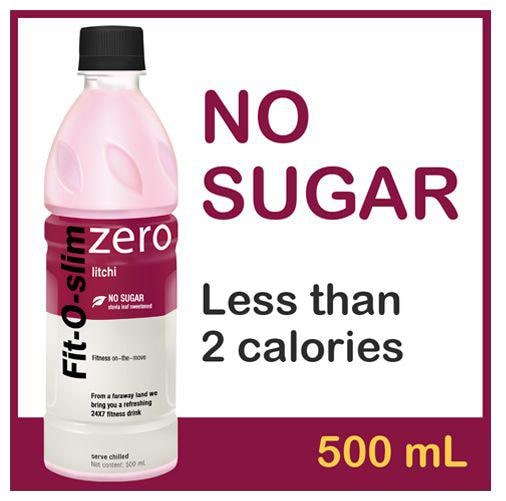 NO
SUGAR
Less than
2 calories
500 mL
Fit-O-slim
zero
litchi
NO SUGAR
stevia leaf sweetened
Fitness on-the-move
From a faraway land we
bring you a refreshing
24X7 fitness drink
serve chilled
Net content: 500 mL